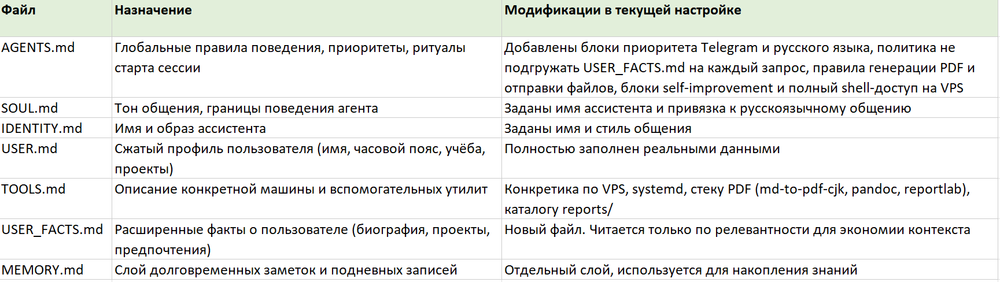 Файл Назначение Модификации в текущей настройке
AGENTS.md Глобальные правила поведения, приоритеты, ритуалы Добавлены блоки приоритета Telegram и русского языка, политика не
старта сессии подгружать USER_FACTS.md на каждый запрос, правила генерации PDF и
отправки файлов, блоки self-improvement и полный shell-доступ на VPS
SOUL.md Тон общения, границы поведения агента Заданы имя ассистента и привязка к русскоязычному общению
IDENTITY.md Имя и образ ассистента Заданы имя и стиль общения
USER.md Сжатый профиль пользователя (имя, часовой пояс, учёба, Полностью заполнен реальными данными
проекты)
TOOLS.md Описание конкретной машины и вспомогательных утилит Конкретика по VPS, systemd, стеку PDF (md-to-pdf-cjk, pandoc, reportlab),
каталогу reports/
USER_FACTS.md Расширенные факты о пользователе (биография, проекты, Новый файл. Читается только по релевантности для экономии контекста
предпочтения)
MEMORY.md Слой долговременных заметок и подневных записей Отдельный слой, используется для накопления знаний